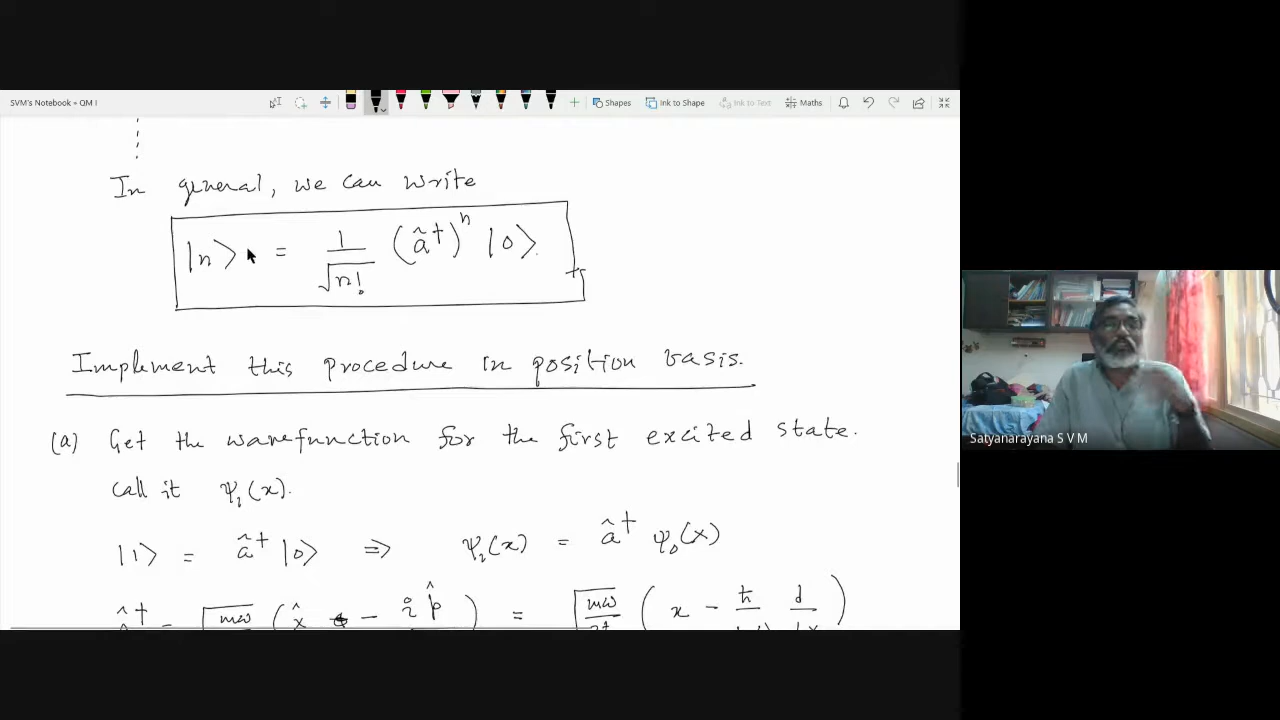 SVM's Notebook » QM I
Shapes Ink to Shape Ink to Text Maths
In general, we can write
|n> = 1/√n! (â†)ⁿ |0>.
Implement this procedure in position basis.
(a) Get the wavefunction for the first excited state.
call it ψ₁(x).
|1> = â† |0> ⇒ ψ₁(x) = â† ψ₀(x)
â† = √mω ( x̂ - i p̂ ) = √mω ( x - ħ d )
Satyanarayana S V M